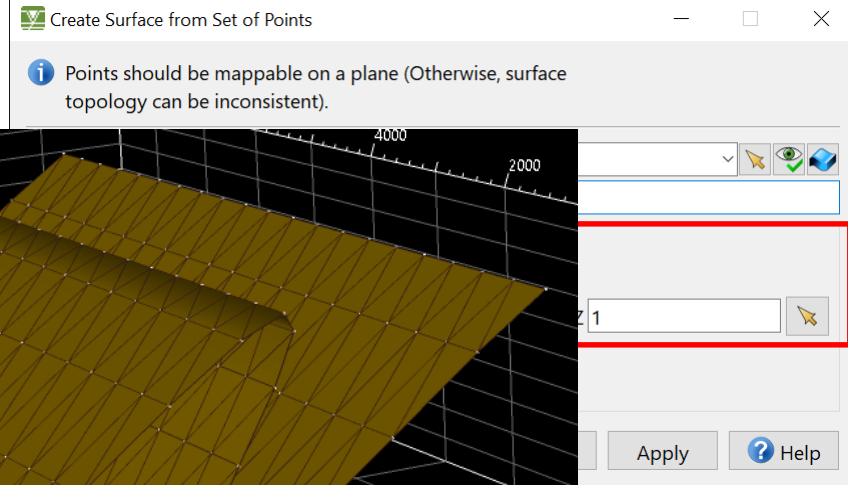 Create Surface from Set of Points
Points should be mappable on a plane (Otherwise, surface
topology can be inconsistent).
4000
2000
Z 1
Apply
Help